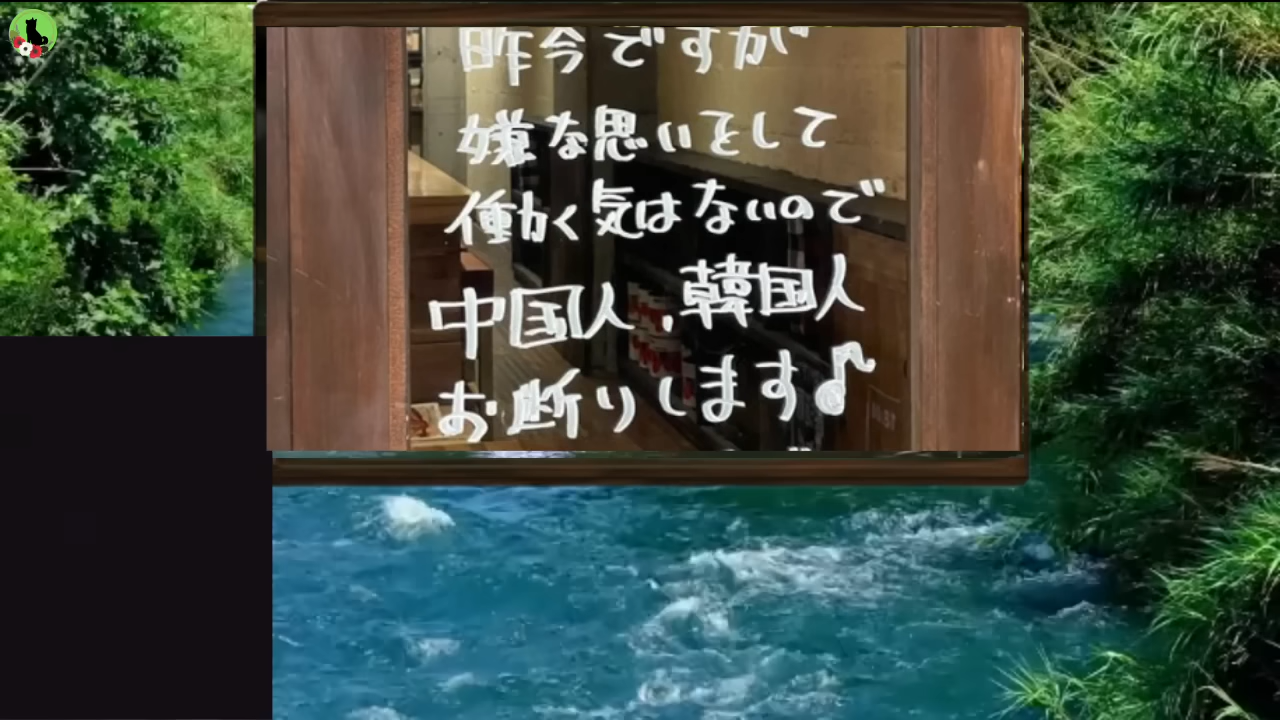 昨今ですが
嫌な思いをして
働く気はないので
中国人、韓国人
お断りします♪